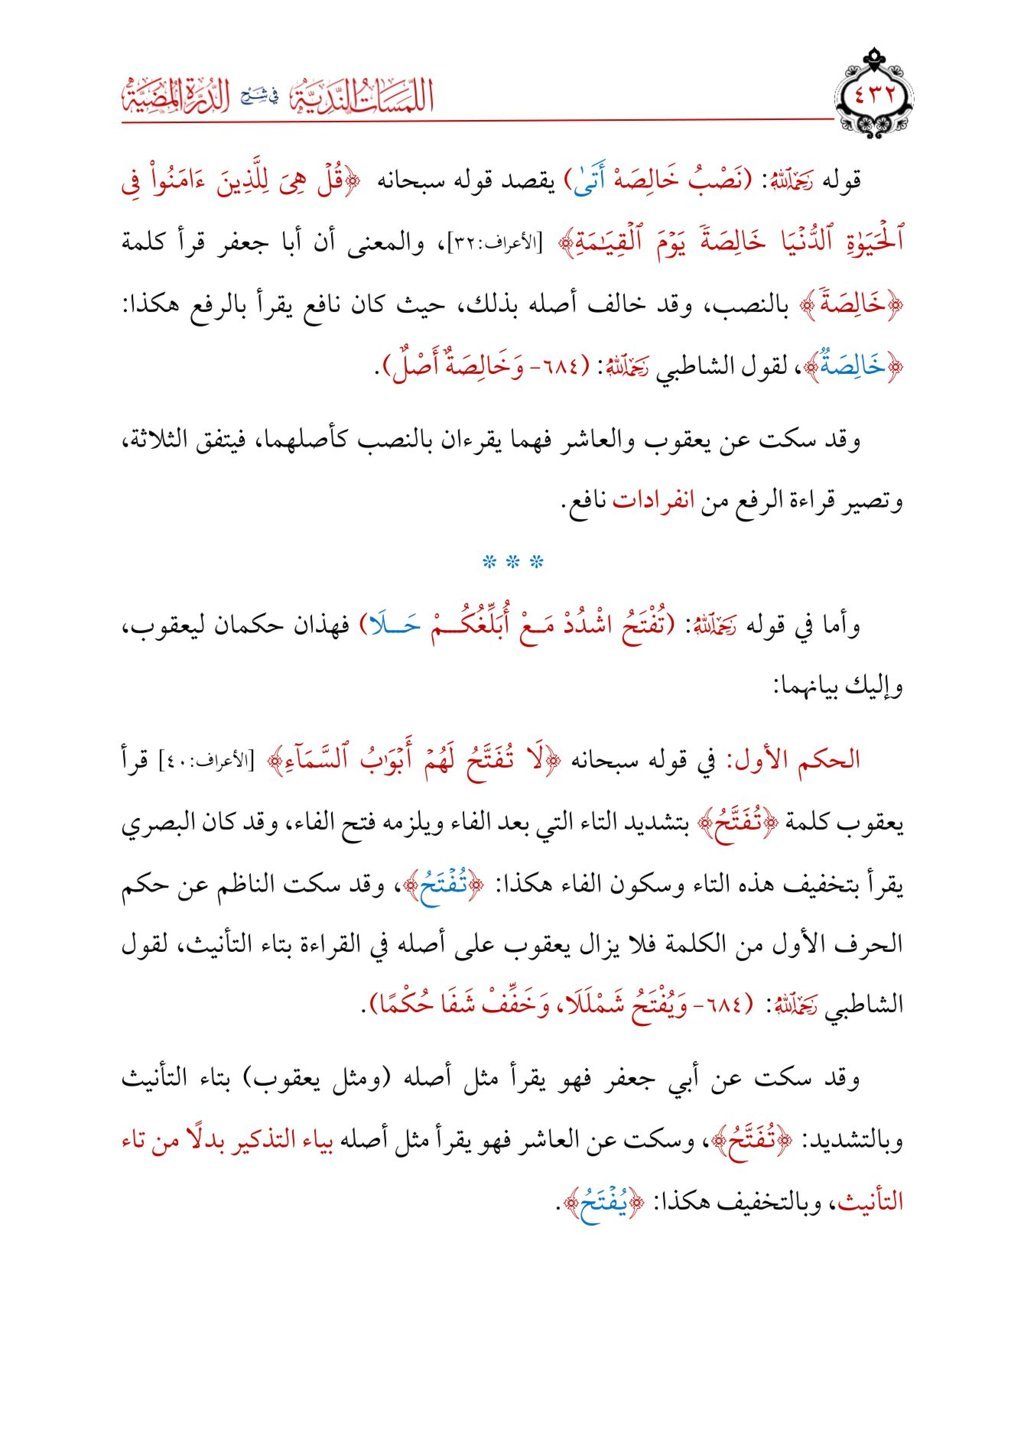 ٤٣٢
اللمسات الندية في شرح الدرة المضية
قوله رَحِمَهُ اللَّهُ: (نَصْبُ خَالِصَهْ أَتَىٰ) يقصد قوله سبحانه ﴿قُلْ هِىَ لِلَّذِينَ ءَامَنُواْ فِى
ٱلْحَيَوٰةِ ٱلدُّنْيَا خَالِصَةً يَوْمَ ٱلْقِيَٰمَةِ﴾ [الأعراف:٣٢]، والمعنى أن أبا جعفر قرأ كلمة
﴿خَالِصَةً﴾ بالنصب، وقد خالف أصله بذلك، حيث كان نافع يقرأ بالرفع هكذا:
﴿خَالِصَةٌ﴾، لقول الشاطبي رَحِمَهُ اللَّهُ: (٦٨٤- وَخَالِصَةٌ أَصْلٌ).
وقد سكت عن يعقوب والعاشر فهما يقرءان بالنصب كأصلهما، فيتفق الثلاثة،
وتصير قراءة الرفع من انفرادات نافع.
* * *
وأما في قوله رَحِمَهُ اللَّهُ: (تُفْتَحُ اشْدُدْ مَـعْ أُبَلِّغُكُـــمْ حَـــلَا) فهذان حكمان ليعقوب،
وإليك بيانهما:
الحكم الأول: في قوله سبحانه ﴿لَا تُفَتَّحُ لَهُمْ أَبْوَٰبُ ٱلسَّمَآءِ﴾ [الأعراف:٤٠] قرأ
يعقوب كلمة ﴿تُفَتَّحُ﴾ بتشديد التاء التي بعد الفاء ويلزمه فتح الفاء، وقد كان البصري
يقرأ بتخفيف هذه التاء وسكون الفاء هكذا: ﴿تُفْتَحُ﴾، وقد سكت الناظم عن حكم
الحرف الأول من الكلمة فلا يزال يعقوب على أصله في القراءة بتاء التأنيث، لقول
الشاطبي رَحِمَهُ اللَّهُ: (٦٨٤- وَيُفْتَحُ شَمْلَلَا، وَخَفِّفْ شَفَا حُكْمًا).
وقد سكت عن أبي جعفر فهو يقرأ مثل أصله (ومثل يعقوب) بتاء التأنيث
وبالتشديد: ﴿تُفَتَّحُ﴾، وسكت عن العاشر فهو يقرأ مثل أصله بياء التذكير بدلًا من تاء
التأنيث، وبالتخفيف هكذا: ﴿يُفْتَحُ﴾.